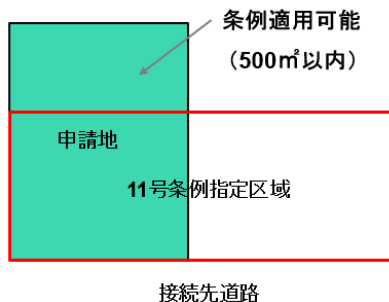 条例適用可能
（500㎡以内）
申請地
11号条例指定区域
接続先道路